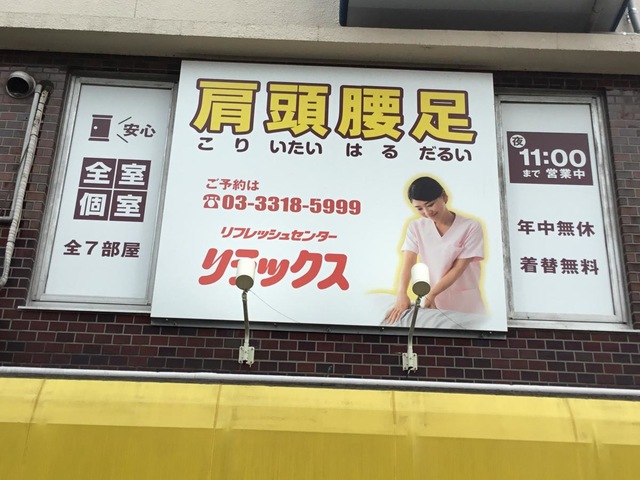 安心
全室
個室
全7部屋
肩頭腰足
こり いたい はる だるい
ご予約は
☎03-3318-5999
リフレッシュセンター
リラックス
夜11:00
まで 営業中
年中無休
着替無料